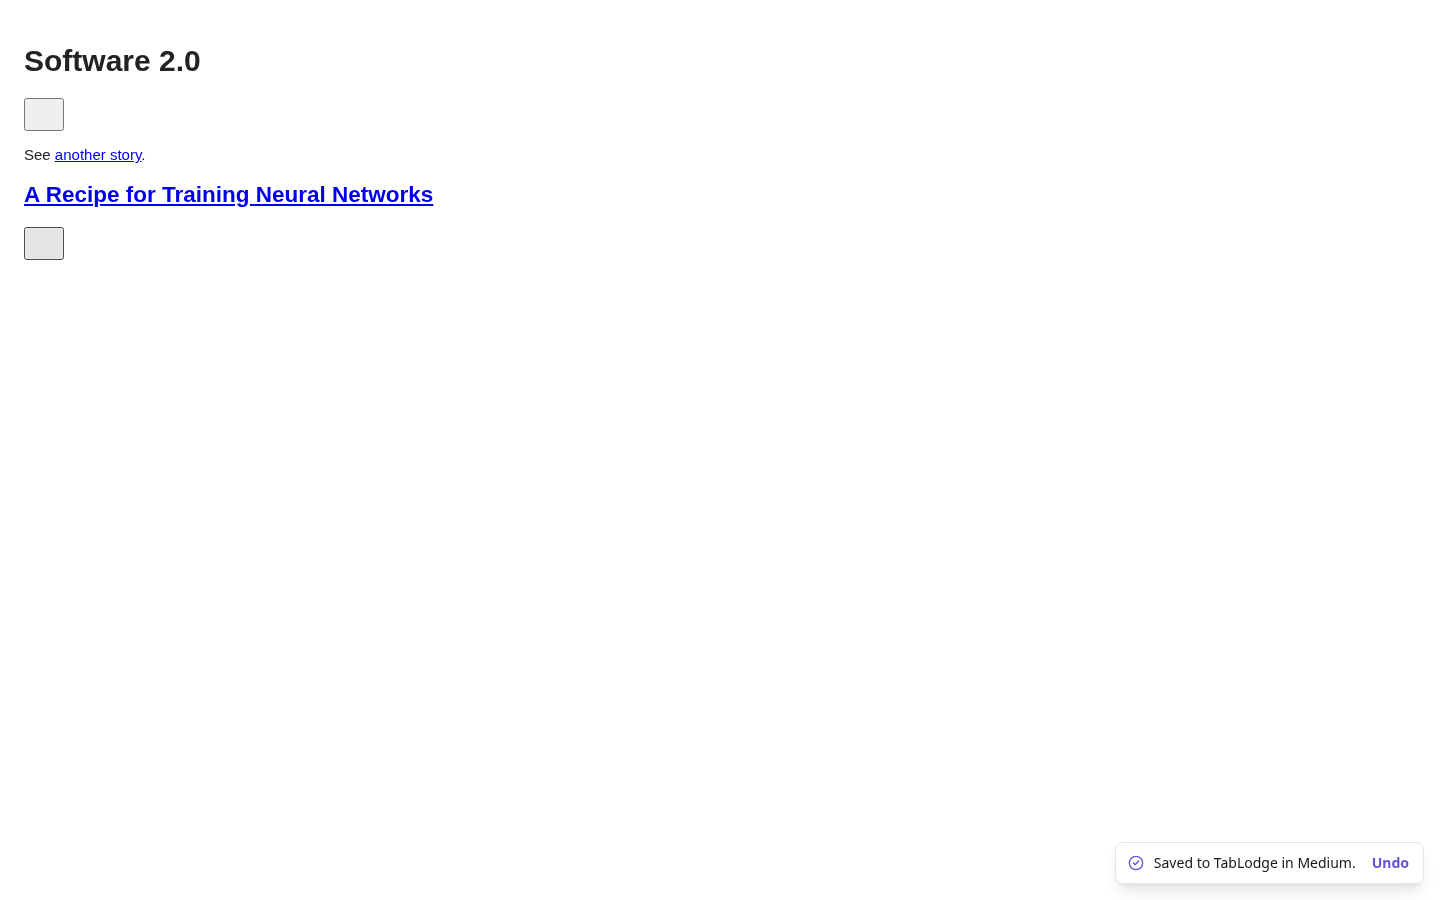 Software 2.0
See another story.
A Recipe for Training Neural Networks
Saved to TabLodge in Medium. Undo